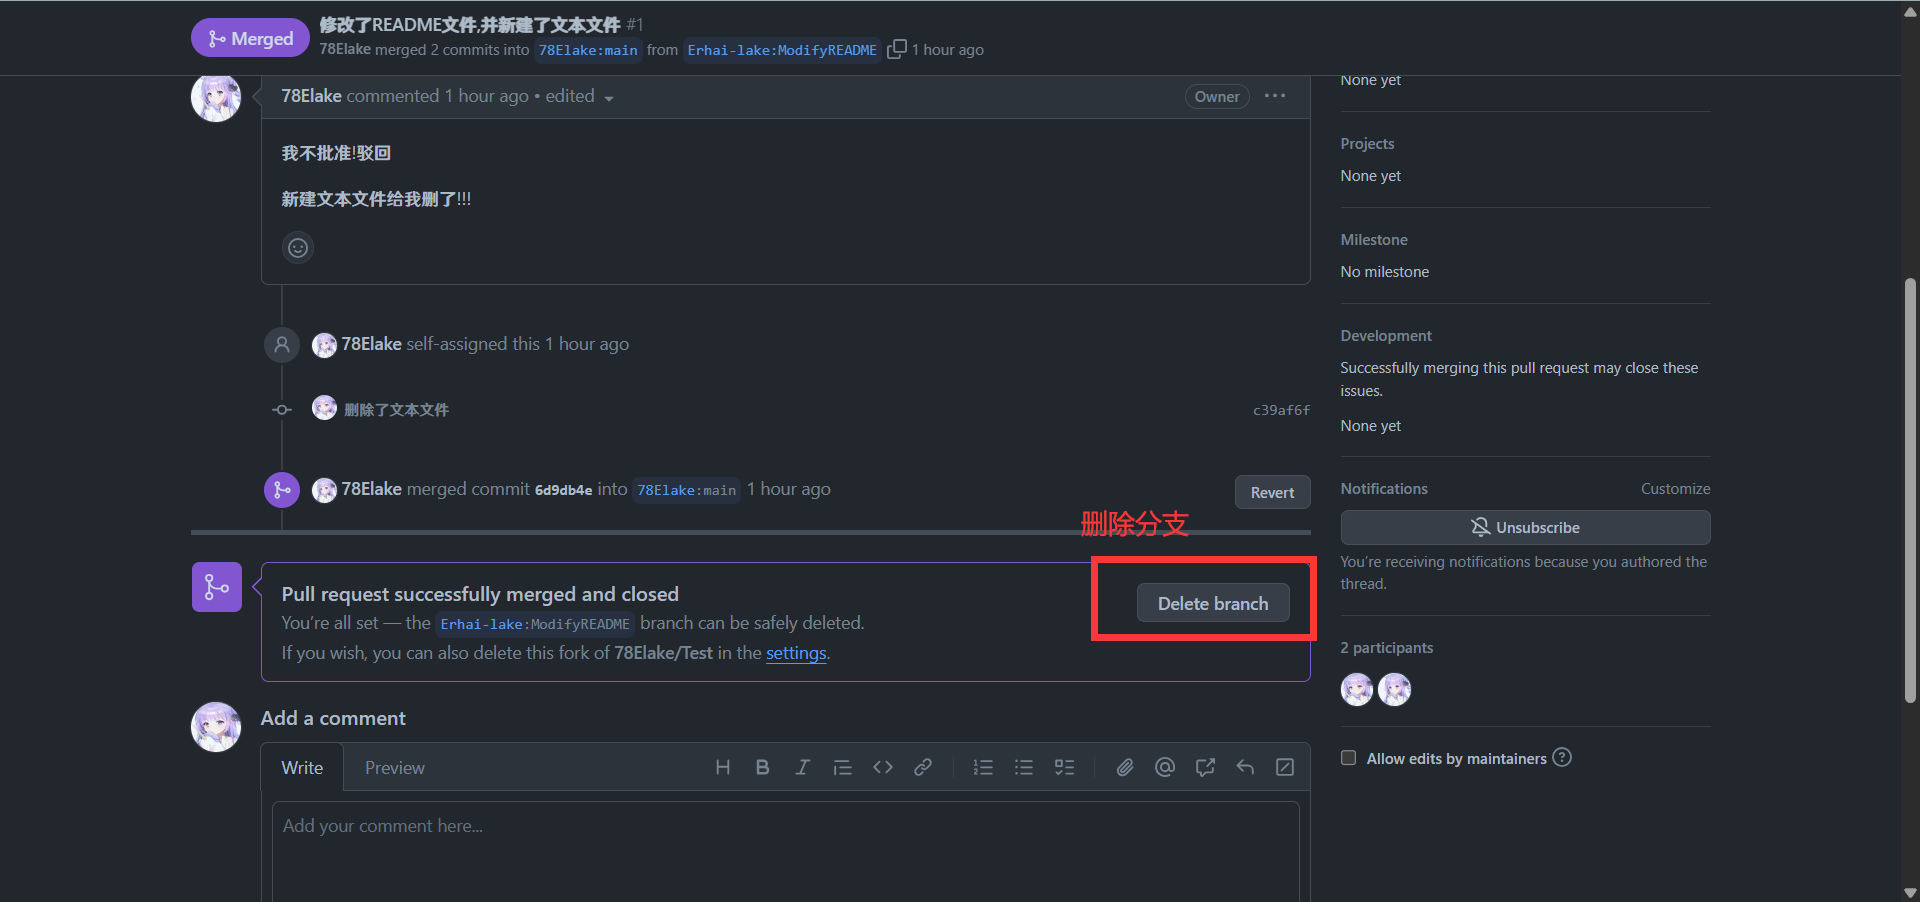 Merged
修改了README文件,并新建了文本文件 #1
78Elake merged 2 commits into 78Elake:main from Erhai-lake:ModifyREADME 1 hour ago
78Elake commented 1 hour ago • edited
Owner
我不批准!驳回
新建文本文件给我删了!!!
78Elake self-assigned this 1 hour ago
删除了文本文件
c39af6f
78Elake merged commit 6d9db4e into 78Elake:main 1 hour ago
Revert
删除分支
Pull request successfully merged and closed
You're all set — the Erhai-lake:ModifyREADME branch can be safely deleted.
If you wish, you can also delete this fork of 78Elake/Test in the settings.
Delete branch
Add a comment
Write
Preview
Add your comment here...
None yet
Projects
None yet
Milestone
No milestone
Development
Successfully merging this pull request may close these
issues.
None yet
Notifications
Customize
Unsubscribe
You're receiving notifications because you authored the
thread.
2 participants
Allow edits by maintainers